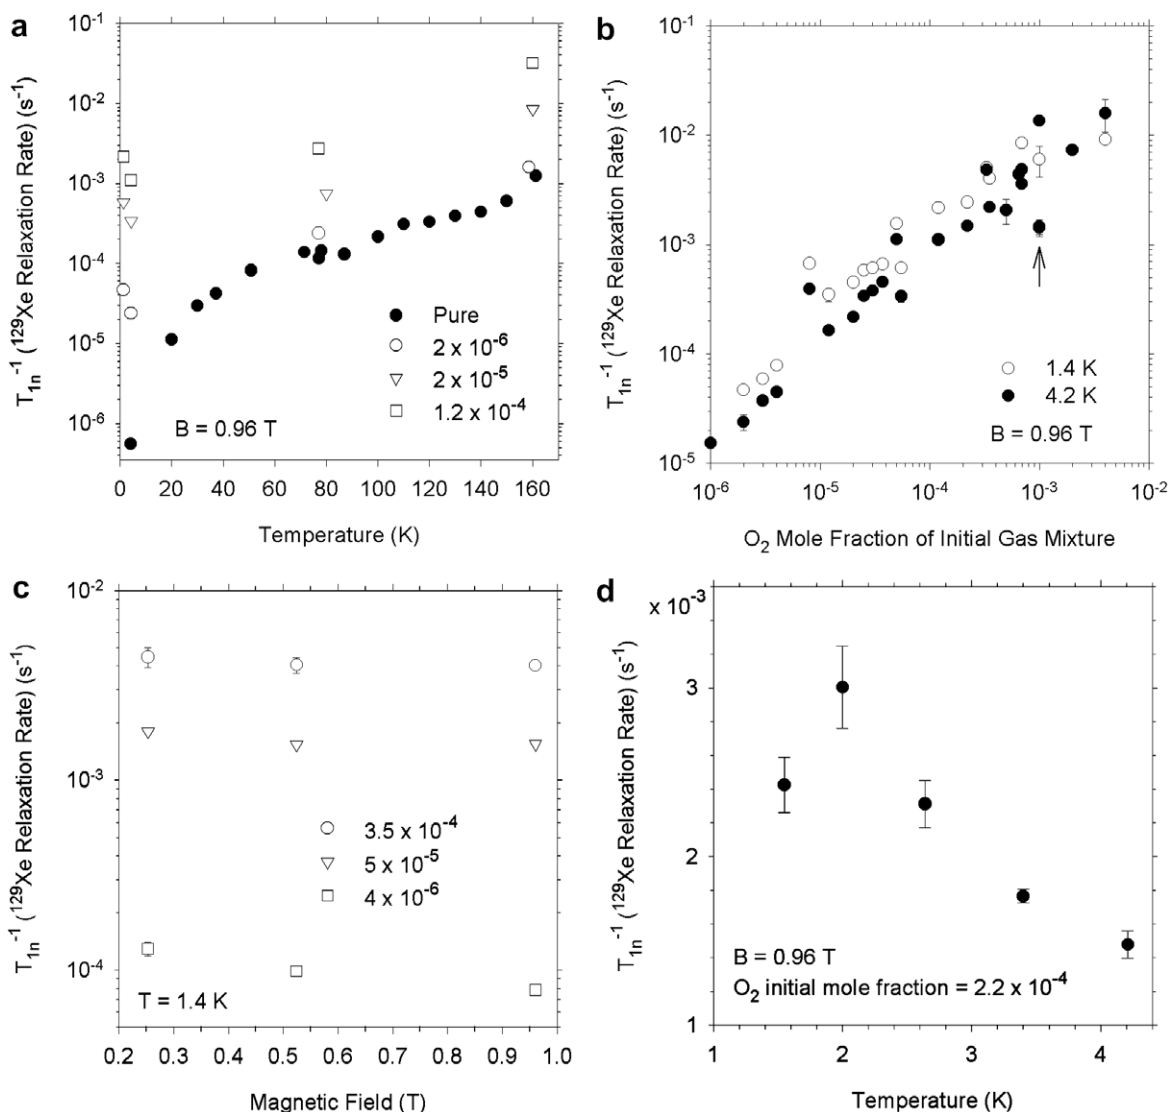 a
T₁ₙ⁻¹ (¹²⁹Xe Relaxation Rate) (s⁻¹)
10⁻¹
10⁻²
10⁻³
10⁻⁴
10⁻⁵
10⁻⁶
Pure
2 x 10⁻⁶
2 x 10⁻⁵
1.2 x 10⁻⁴
B = 0.96 T
0 20 40 60 80 100 120 140 160
Temperature (K)
b
T₁ₙ⁻¹ (¹²⁹Xe Relaxation Rate) (s⁻¹)
10⁻¹
10⁻²
10⁻³
10⁻⁴
10⁻⁵
1.4 K
4.2 K
B = 0.96 T
10⁻⁶ 10⁻⁵ 10⁻⁴ 10⁻³ 10⁻²
O₂ Mole Fraction of Initial Gas Mixture
c
T₁ₙ⁻¹ (¹²⁹Xe Relaxation Rate) (s⁻¹)
10⁻²
10⁻³
10⁻⁴
3.5 x 10⁻⁴
5 x 10⁻⁵
4 x 10⁻⁶
T = 1.4 K
0.2 0.3 0.4 0.5 0.6 0.7 0.8 0.9 1.0
Magnetic Field (T)
d
x 10⁻³
T₁ₙ⁻¹ (¹²⁹Xe Relaxation Rate) (s⁻¹)
3
2
1
B = 0.96 T
O₂ initial mole fraction = 2.2 x 10⁻⁴
1 2 3 4
Temperature (K)